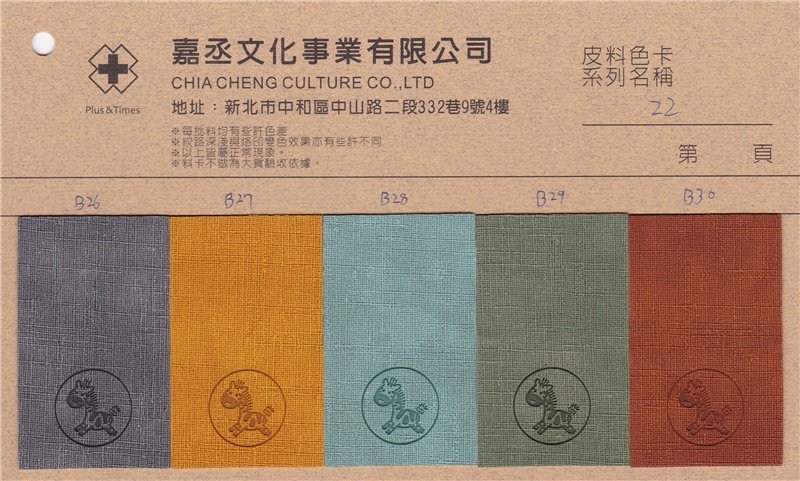 嘉丞文化事業有限公司
CHIA CHENG CULTURE CO.,LTD
地址：新北市中和區中山路二段332巷9號4樓
Plus &Times
※每批料均有些許色差
※紋路深淺與烙印變色效果亦有些許不同
※以上皆屬正常現象。
※料卡不做為大貨驗收依據。
皮料色卡
系列名稱
22
第 頁
B26 B27 B28 B29 B30